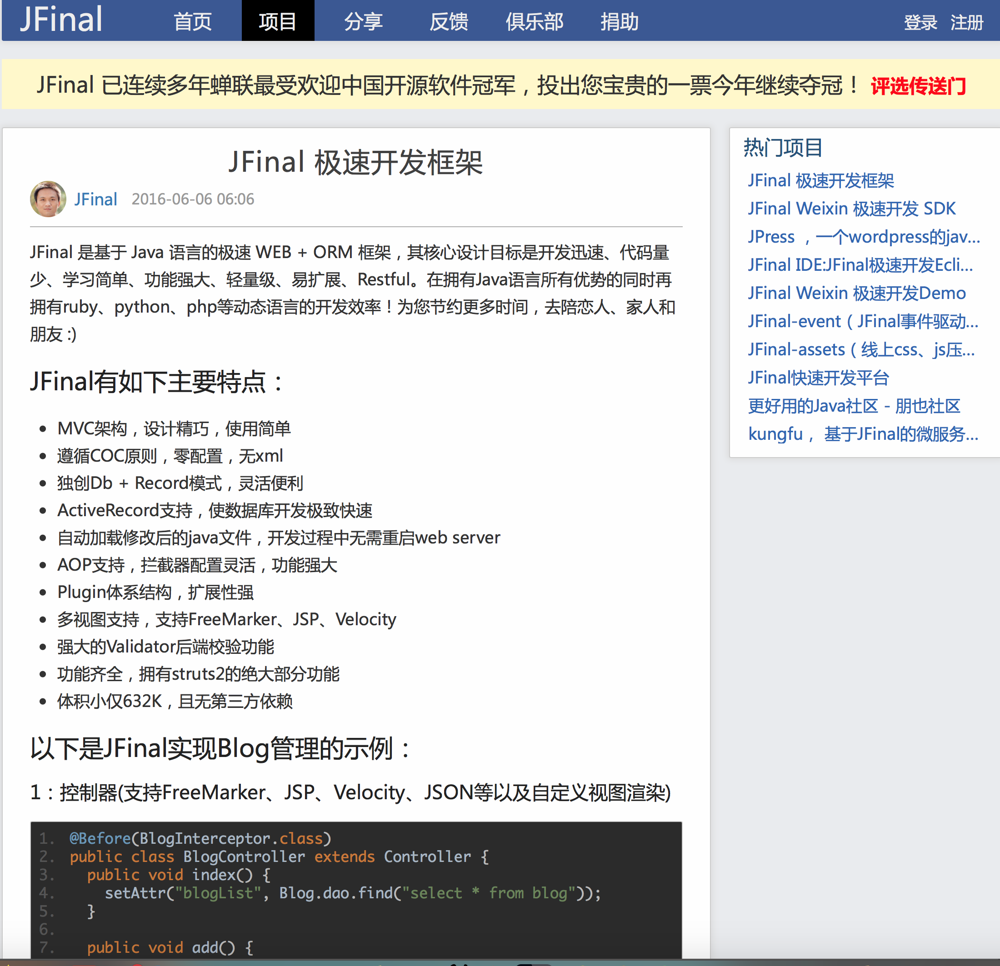 JFinal 首页 项目 分享 反馈 俱乐部 捐助 登录 注册
JFinal 已连续多年蝉联最受欢迎中国开源软件冠军，投出您宝贵的一票今年继续夺冠！ 评选传送门
JFinal 极速开发框架
JFinal 2016-06-06 06:06
JFinal 是基于 Java 语言的极速 WEB + ORM 框架，其核心设计目标是开发迅速、代码量
少、学习简单、功能强大、轻量级、易扩展、Restful。在拥有Java语言所有优势的同时再
拥有ruby、python、php等动态语言的开发效率！为您节约更多时间，去陪恋人、家人和
朋友 :)
JFinal有如下主要特点：
• MVC架构，设计精巧，使用简单
• 遵循COC原则，零配置，无xml
• 独创Db + Record模式，灵活便利
• ActiveRecord支持，使数据库开发极致快速
• 自动加载修改后的java文件，开发过程中无需重启web server
• AOP支持，拦截器配置灵活，功能强大
• Plugin体系结构，扩展性强
• 多视图支持，支持FreeMarker、JSP、Velocity
• 强大的Validator后端校验功能
• 功能齐全，拥有struts2的绝大部分功能
• 体积小仅632K，且无第三方依赖
以下是JFinal实现Blog管理的示例：
1：控制器(支持FreeMarker、JSP、Velocity、JSON等以及自定义视图渲染)
1. @Before(BlogInterceptor.class)
2. public class BlogController extends Controller {
3. public void index() {
4. setAttr("blogList", Blog.dao.find("select * from blog"));
5. }
6.
7. public void add() {
热门项目
JFinal 极速开发框架
JFinal Weixin 极速开发 SDK
JPress ，一个wordpress的jav...
JFinal IDE:JFinal极速开发Ecli...
JFinal Weixin 极速开发Demo
JFinal-event（JFinal事件驱动...
JFinal-assets（线上css、js压...
JFinal快速开发平台
更好用的Java社区 - 朋也社区
kungfu， 基于JFinal的微服务...